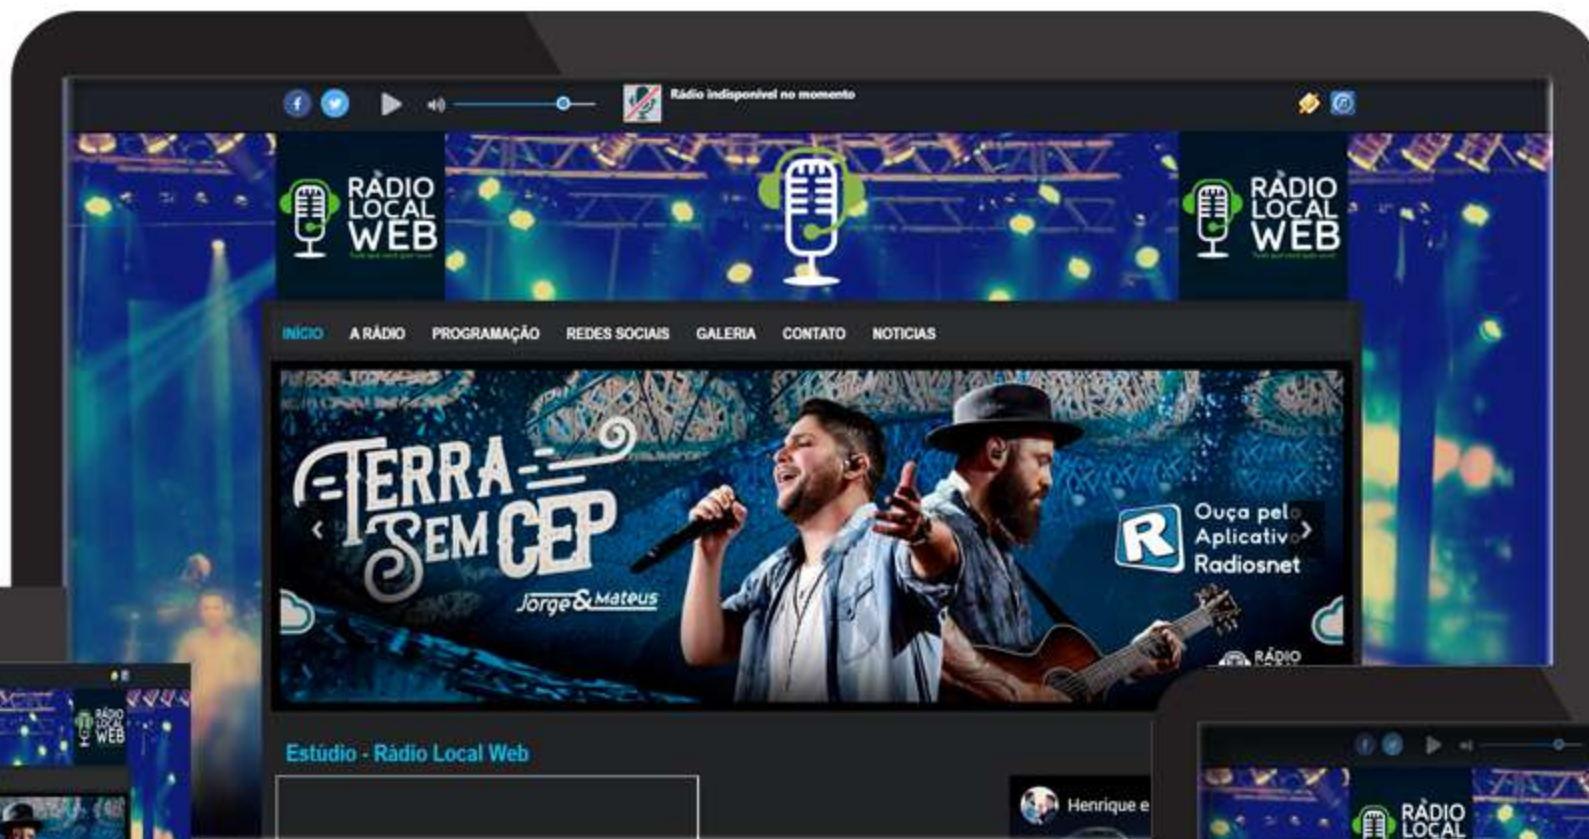 Rádio indisponível no momento
RÁDIO
LOCAL
WEB
RÁDIO
LOCAL
WEB
INÍCIO A RÁDIO PROGRAMAÇÃO REDES SOCIAIS GALERIA CONTATO NOTICIAS
TERRA
SEM CEP
Jorge & Mateus
R
Ouça pelo
Aplicativo
Radiosnet
RÁDIO
Estúdio - Rádio Local Web
Henrique e
RÁDIO
LOCAL
WEB
RÁDIO
LOCAL